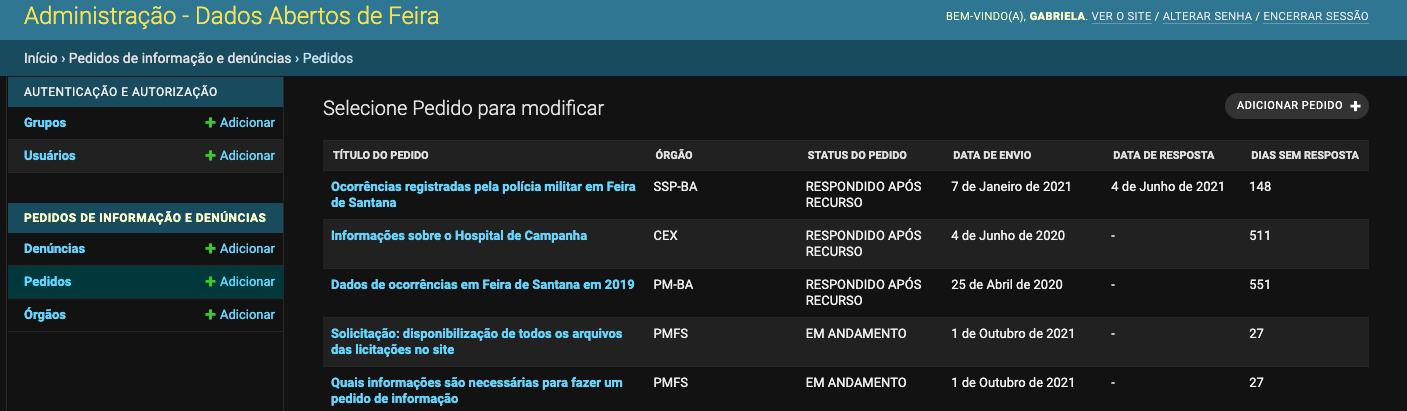 Administração - Dados Abertos de Feira
BEM-VINDO(A), GABRIELA. VER O SITE / ALTERAR SENHA / ENCERRAR SESSÃO
Início › Pedidos de informação e denúncias › Pedidos
AUTENTICAÇÃO E AUTORIZAÇÃO
Grupos + Adicionar
Usuários + Adicionar
PEDIDOS DE INFORMAÇÃO E DENÚNCIAS
Denúncias + Adicionar
Pedidos + Adicionar
Órgãos + Adicionar
Selecione Pedido para modificar
ADICIONAR PEDIDO +
TÍTULO DO PEDIDO ÓRGÃO STATUS DO PEDIDO DATA DE ENVIO DATA DE RESPOSTA DIAS SEM RESPOSTA
Ocorrências registradas pela polícia militar em Feira SSP-BA RESPONDIDO APÓS 7 de Janeiro de 2021 4 de Junho de 2021 148
de Santana RECURSO
Informações sobre o Hospital de Campanha CEX RESPONDIDO APÓS 4 de Junho de 2020 - 511
RECURSO
Dados de ocorrências em Feira de Santana em 2019 PM-BA RESPONDIDO APÓS 25 de Abril de 2020 - 551
RECURSO
Solicitação: disponibilização de todos os arquivos PMFS EM ANDAMENTO 1 de Outubro de 2021 - 27
das licitações no site
Quais informações são necessárias para fazer um PMFS EM ANDAMENTO 1 de Outubro de 2021 - 27
pedido de informação